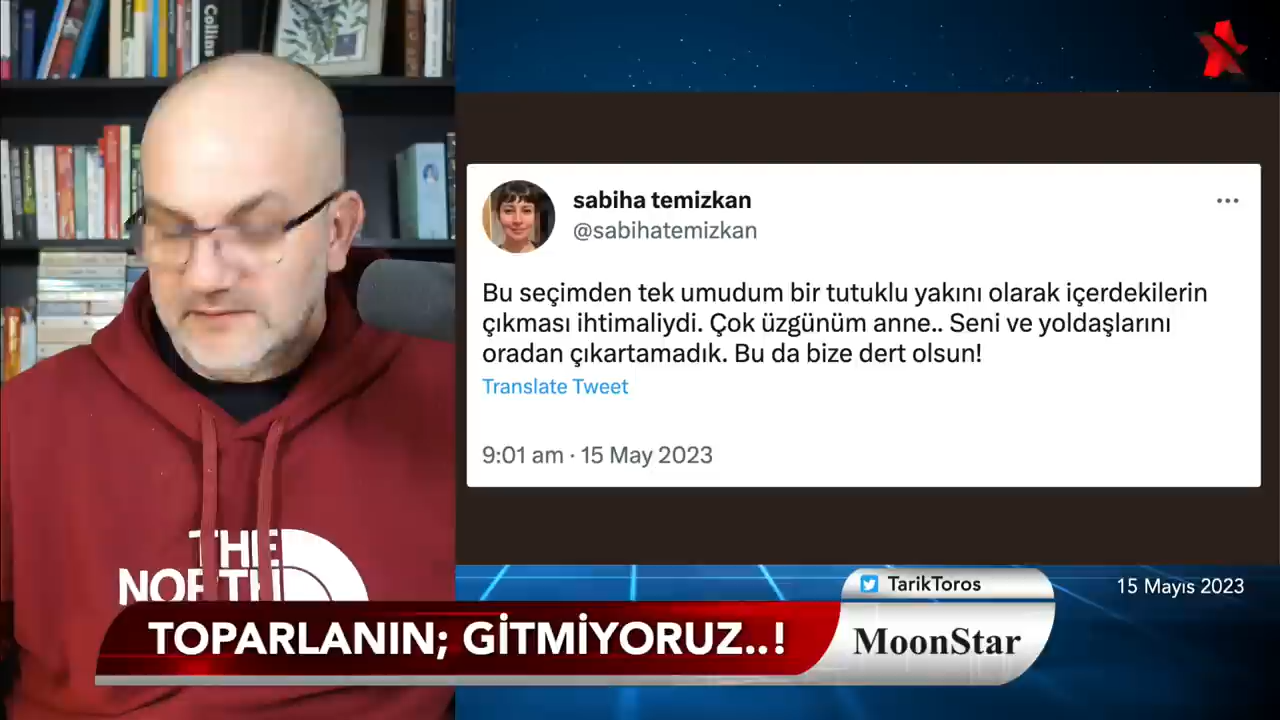 Collins
sabiha temizkan
@sabihatemizkan
Bu seçimden tek umudum bir tutuklu yakını olarak içerdekilerin
çıkması ihtimaliydi. Çok üzgünüm anne.. Seni ve yoldaşlarını
oradan çıkartamadık. Bu da bize dert olsun!
Translate Tweet
9:01 am · 15 May 2023
THE
NORTH
TarikToros
15 Mayıs 2023
TOPARLANIN; GİTMİYORUZ..!
MoonStar